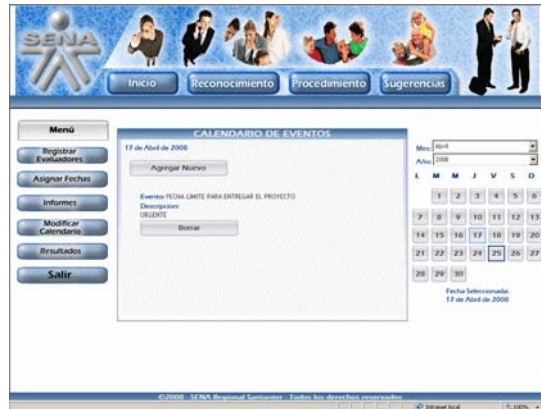 SENA
Inicio
Reconocimiento
Procedimiento
Sugerencias
Menú
Registrar
Evaluadores
Asignar Fechas
Informes
Modificar
Calendario
Resultados
Salir
CALENDARIO DE EVENTOS
17 de Abril de 2008
Agregar Nuevo
Evento: FECHA LIMITE PARA ENTREGAR EL PROYECTO
Descripcion:
URGENTE
Borrar
Mes: Abril
Año: 2008
L M M J V S D
1 2 3 4 5 6
7 8 9 10 11 12 13
14 15 16 17 18 19 20
21 22 23 24 25 26 27
28 29 30
Fecha Seleccionada:
17 de Abril de 2008
©2008 - SENA Regional Santander - Todos los derechos reservados
Intranet local
100%